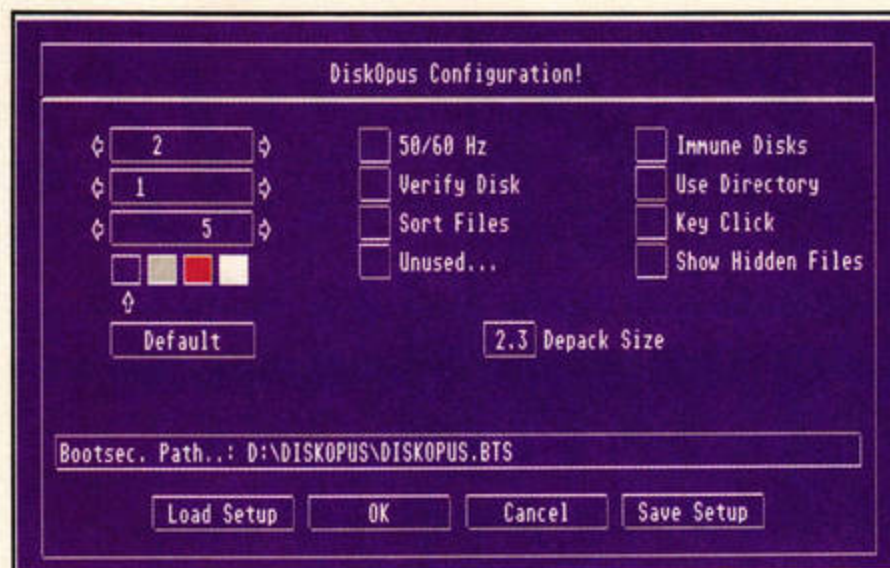 DiskOpus Configuration!
2 50/60 Hz Immune Disks
1 Verify Disk Use Directory
5 Sort Files Key Click
Unused... Show Hidden Files
Default 2.3 Depack Size
Bootsec. Path..: D:\DISKOPUS\DISKOPUS.BTS
Load Setup OK Cancel Save Setup